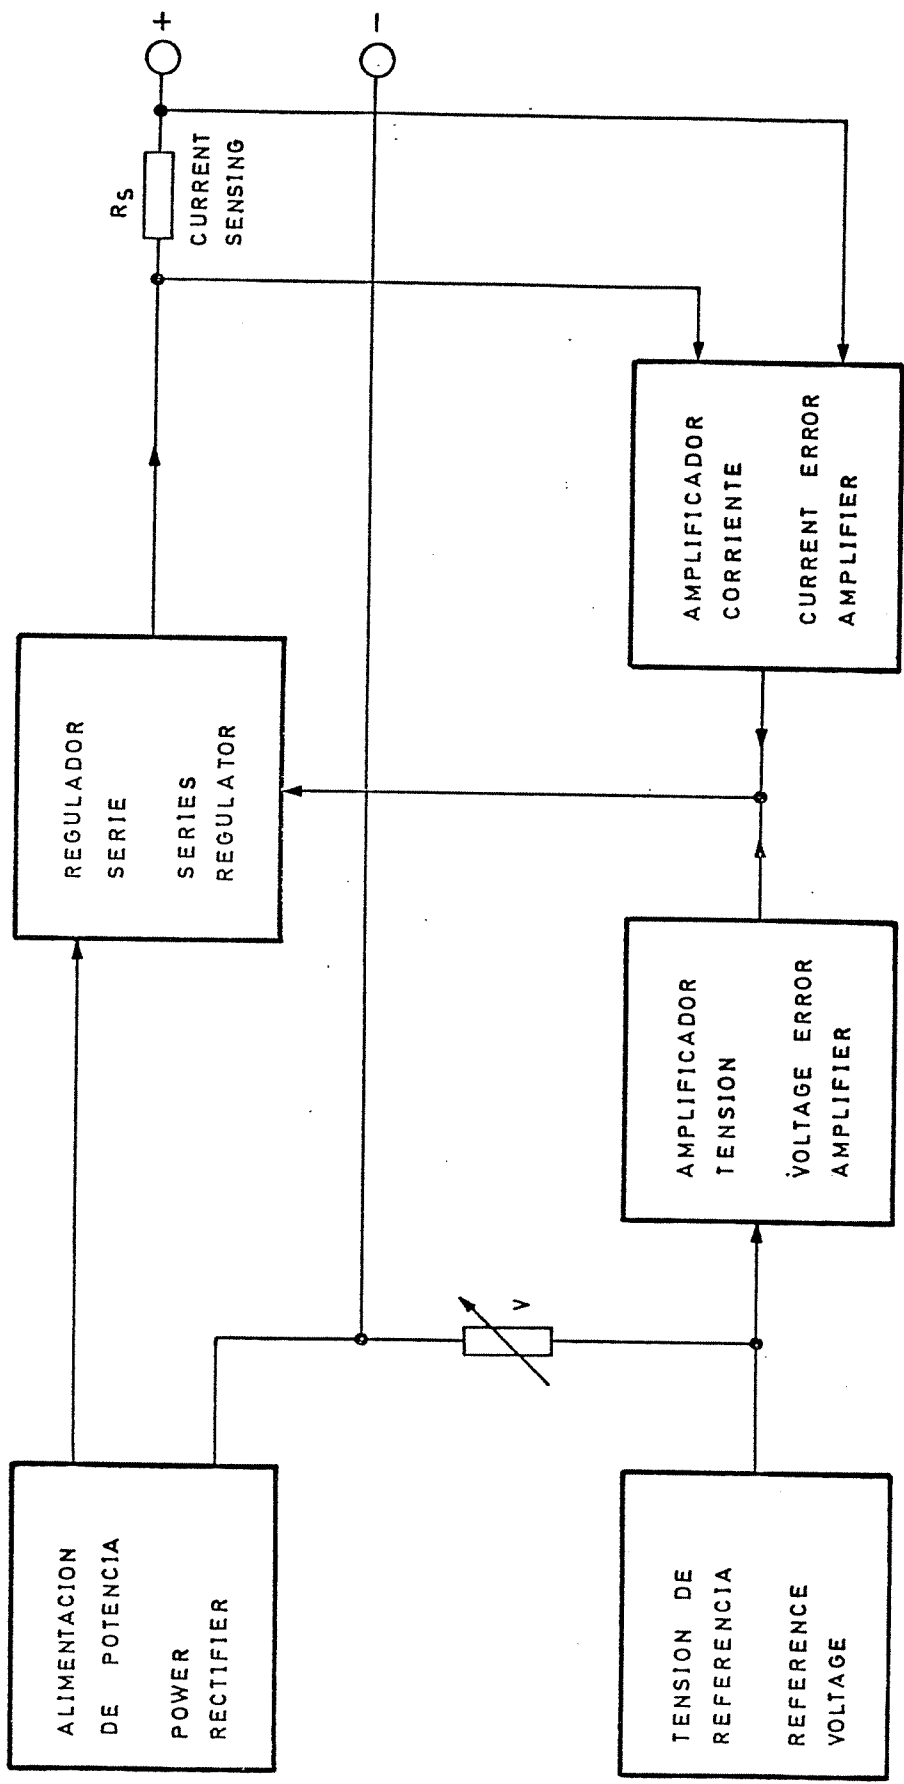 ALIMENTACION
DE POTENCIA
POWER
RECTIFIER
REGULADOR
SERIE
SERIES
REGULATOR
RS
CURRENT
SENSING
+
-
V
TENSION DE
REFERENCIA
REFERENCE
VOLTAGE
AMPLIFICADOR
TENSION
VOLTAGE ERROR
AMPLIFIER
AMPLIFICADOR
CORRIENTE
CURRENT ERROR
AMPLIFIER